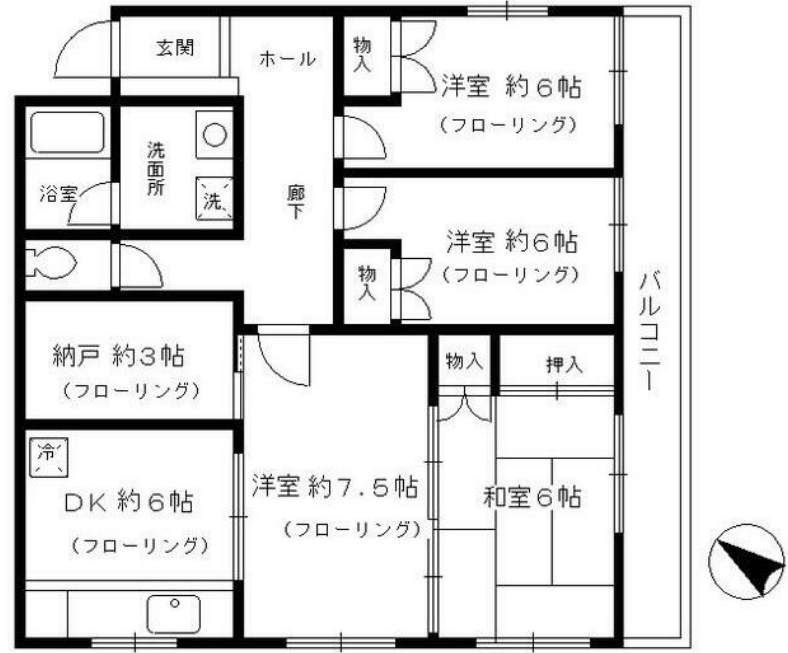 玄関
ホール
物入
洋室 約6帖
(フローリング)
浴室
洗面所
洗
廊下
洋室 約6帖
(フローリング)
物入
バルコニー
納戸 約3帖
(フローリング)
物入
押入
冷
DK 約6帖
(フローリング)
洋室 約7.5帖
(フローリング)
和室6帖